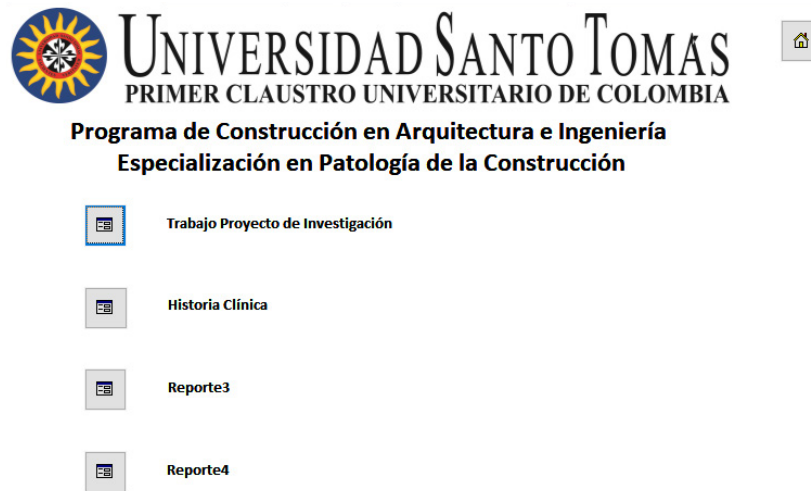 UNIVERSIDAD SANTO TOMÁS
PRIMER CLAUSTRO UNIVERSITARIO DE COLOMBIA
Programa de Construcción en Arquitectura e Ingeniería
Especialización en Patología de la Construcción
Trabajo Proyecto de Investigación
Historia Clínica
Reporte3
Reporte4